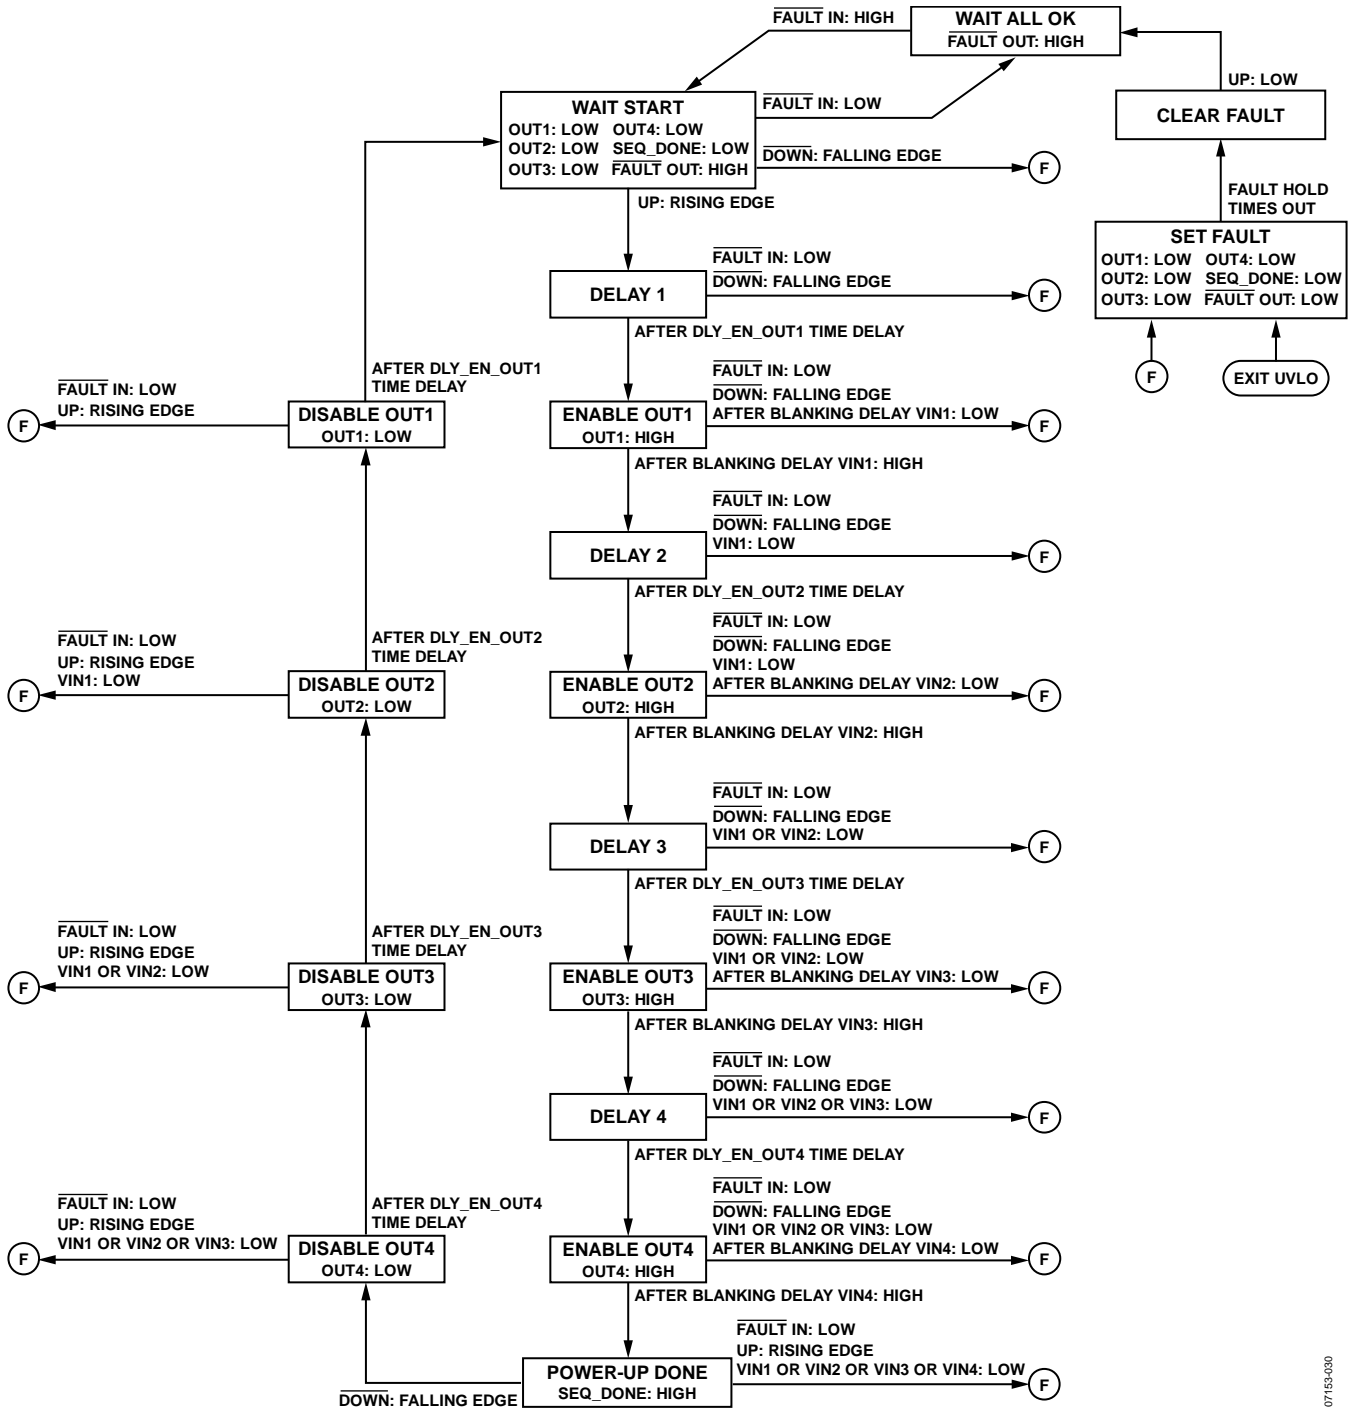 FAULT IN: HIGH
WAIT ALL OK
FAULT OUT: HIGH
UP: LOW
CLEAR FAULT
FAULT HOLD
TIMES OUT
SET FAULT
OUT1: LOW OUT4: LOW
OUT2: LOW SEQ_DONE: LOW
OUT3: LOW FAULT OUT: LOW
F
EXIT UVLO
WAIT START
OUT1: LOW OUT4: LOW
OUT2: LOW SEQ_DONE: LOW
OUT3: LOW FAULT OUT: HIGH
FAULT IN: LOW
DOWN: FALLING EDGE
F
UP: RISING EDGE
DELAY 1
FAULT IN: LOW
DOWN: FALLING EDGE
F
AFTER DLY_EN_OUT1 TIME DELAY
ENABLE OUT1
OUT1: HIGH
FAULT IN: LOW
DOWN: FALLING EDGE
AFTER BLANKING DELAY VIN1: LOW
F
AFTER BLANKING DELAY VIN1: HIGH
DELAY 2
FAULT IN: LOW
DOWN: FALLING EDGE
VIN1: LOW
F
AFTER DLY_EN_OUT2 TIME DELAY
ENABLE OUT2
OUT2: HIGH
FAULT IN: LOW
DOWN: FALLING EDGE
VIN1: LOW
AFTER BLANKING DELAY VIN2: LOW
F
AFTER BLANKING DELAY VIN2: HIGH
DELAY 3
FAULT IN: LOW
DOWN: FALLING EDGE
VIN1 OR VIN2: LOW
F
AFTER DLY_EN_OUT3 TIME DELAY
ENABLE OUT3
OUT3: HIGH
FAULT IN: LOW
DOWN: FALLING EDGE
VIN1 OR VIN2: LOW
AFTER BLANKING DELAY VIN3: LOW
F
AFTER BLANKING DELAY VIN3: HIGH
DELAY 4
FAULT IN: LOW
DOWN: FALLING EDGE
VIN1 OR VIN2 OR VIN3: LOW
F
AFTER DLY_EN_OUT4 TIME DELAY
ENABLE OUT4
OUT4: HIGH
FAULT IN: LOW
DOWN: FALLING EDGE
VIN1 OR VIN2 OR VIN3: LOW
AFTER BLANKING DELAY VIN4: LOW
F
AFTER BLANKING DELAY VIN4: HIGH
POWER-UP DONE
SEQ_DONE: HIGH
FAULT IN: LOW
UP: RISING EDGE
VIN1 OR VIN2 OR VIN3 OR VIN4: LOW
F
DOWN: FALLING EDGE
DISABLE OUT4
OUT4: LOW
FAULT IN: LOW
UP: RISING EDGE
VIN1 OR VIN2 OR VIN3: LOW
F
AFTER DLY_EN_OUT4
TIME DELAY
DISABLE OUT3
OUT3: LOW
FAULT IN: LOW
UP: RISING EDGE
VIN1 OR VIN2: LOW
F
AFTER DLY_EN_OUT3
TIME DELAY
DISABLE OUT2
OUT2: LOW
FAULT IN: LOW
UP: RISING EDGE
VIN1: LOW
F
AFTER DLY_EN_OUT2
TIME DELAY
DISABLE OUT1
OUT1: LOW
FAULT IN: LOW
UP: RISING EDGE
F
AFTER DLY_EN_OUT1
TIME DELAY
07153-030